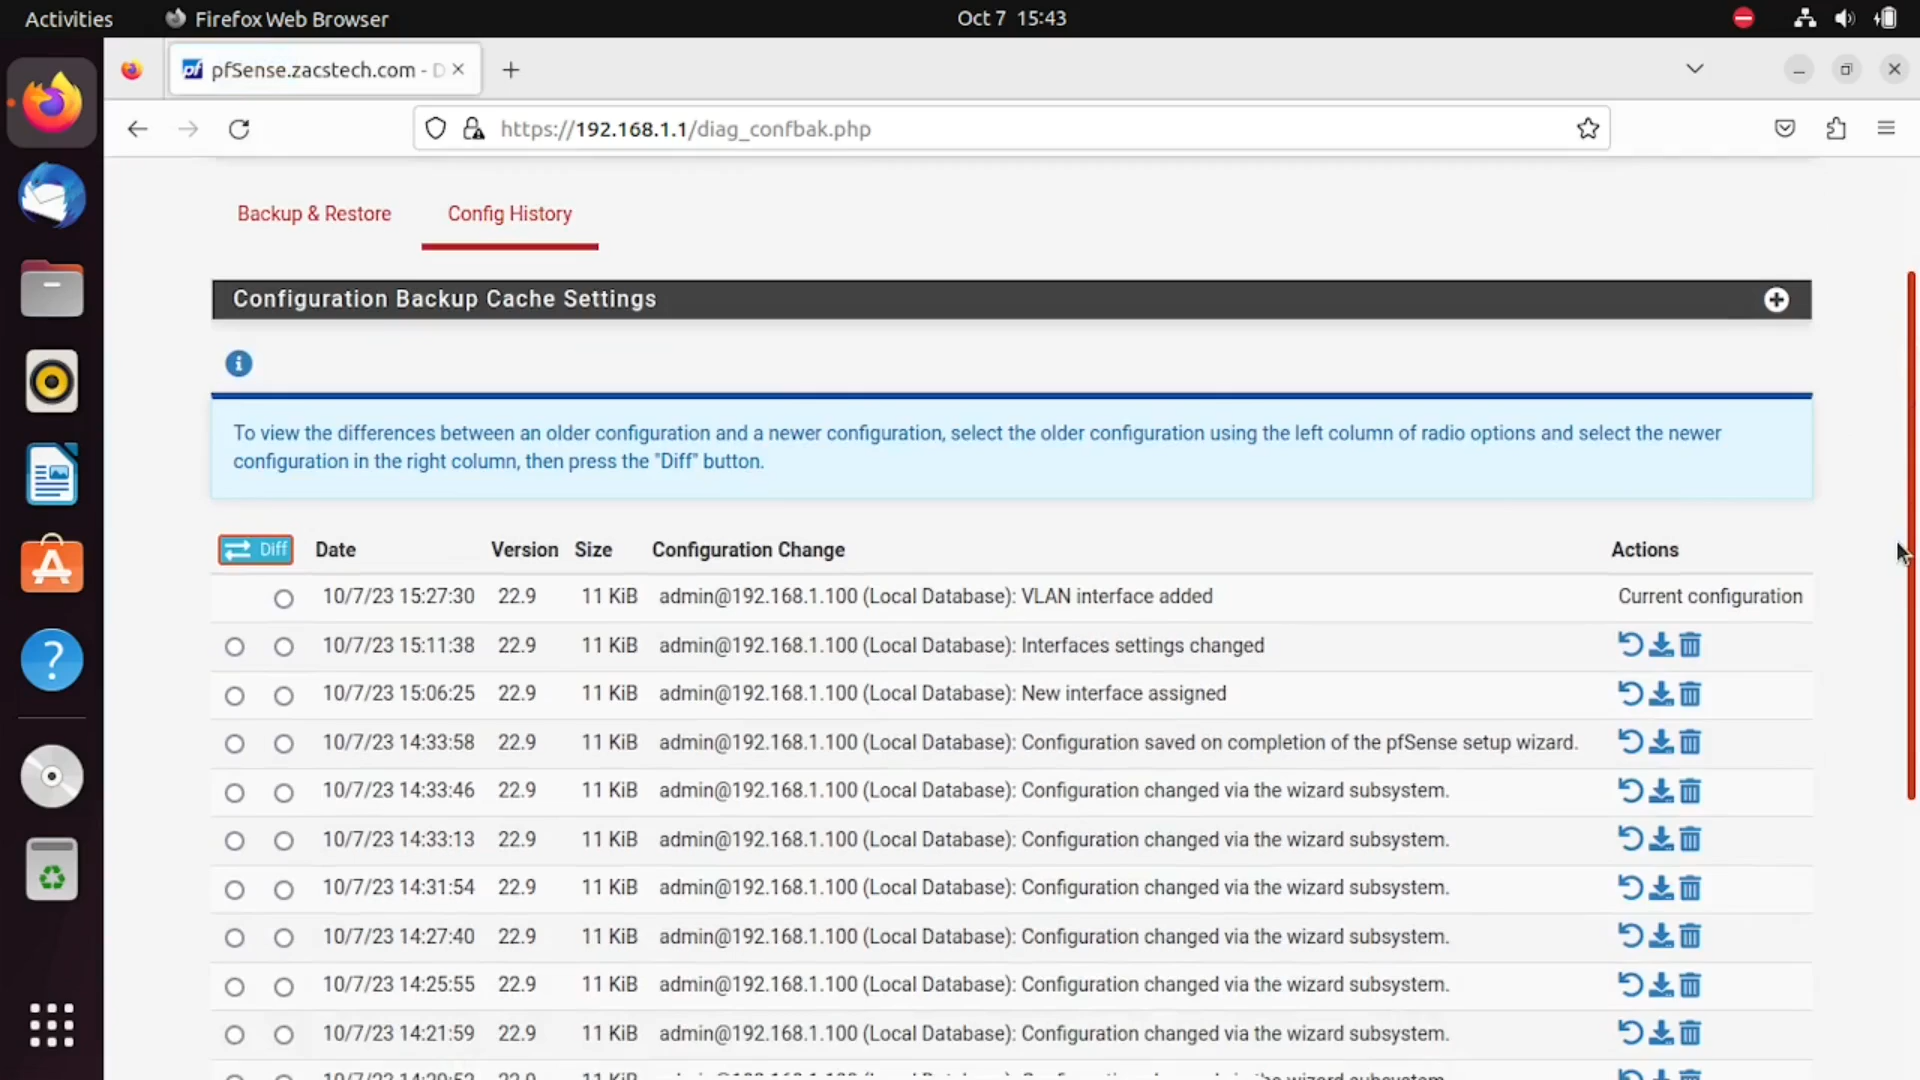 Activities
Firefox Web Browser
Oct 7 15:43
pfSense.zacstech.com - D
https://192.168.1.1/diag_confbak.php
Backup & Restore
Config History
Configuration Backup Cache Settings
To view the differences between an older configuration and a newer configuration, select the older configuration using the left column of radio options and select the newer
configuration in the right column, then press the "Diff" button.
Diff Date Version Size Configuration Change Actions
10/7/23 15:27:30 22.9 11 KiB admin@192.168.1.100 (Local Database): VLAN interface added Current configuration
10/7/23 15:11:38 22.9 11 KiB admin@192.168.1.100 (Local Database): Interfaces settings changed
10/7/23 15:06:25 22.9 11 KiB admin@192.168.1.100 (Local Database): New interface assigned
10/7/23 14:33:58 22.9 11 KiB admin@192.168.1.100 (Local Database): Configuration saved on completion of the pfSense setup wizard.
10/7/23 14:33:46 22.9 11 KiB admin@192.168.1.100 (Local Database): Configuration changed via the wizard subsystem.
10/7/23 14:33:13 22.9 11 KiB admin@192.168.1.100 (Local Database): Configuration changed via the wizard subsystem.
10/7/23 14:31:54 22.9 11 KiB admin@192.168.1.100 (Local Database): Configuration changed via the wizard subsystem.
10/7/23 14:27:40 22.9 11 KiB admin@192.168.1.100 (Local Database): Configuration changed via the wizard subsystem.
10/7/23 14:25:55 22.9 11 KiB admin@192.168.1.100 (Local Database): Configuration changed via the wizard subsystem.
10/7/23 14:21:59 22.9 11 KiB admin@192.168.1.100 (Local Database): Configuration changed via the wizard subsystem.